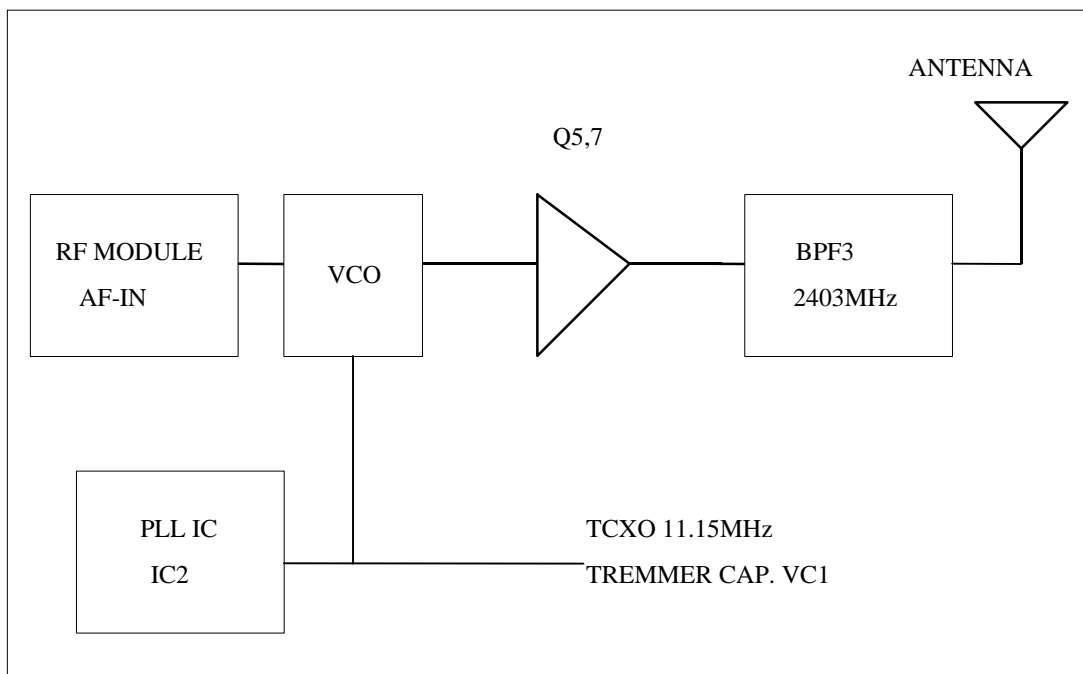 ANTENNA
Q5,7
RF MODULE
AF-IN
VCO
BPF3
2403MHz
PLL IC
IC2
TCXO 11.15MHz
TREMMER CAP. VC1